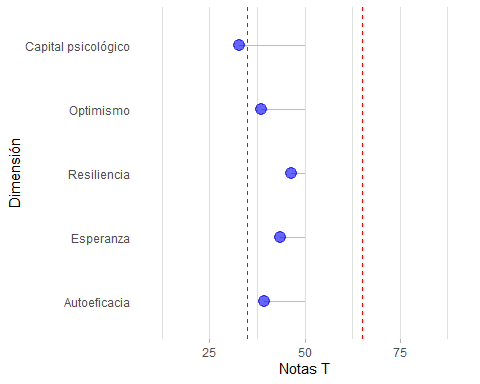 Capital psicológico
Optimismo
Resiliencia
Esperanza
Autoeficacia
Dimensión
25 50 75
Notas T